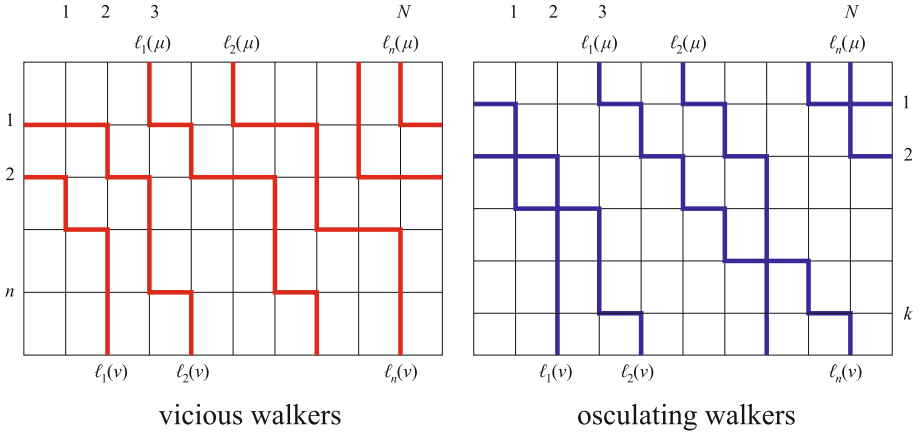 1 2 3 N
ℓ₁(μ) ℓ₂(μ) ℓₙ(μ)
1
2
n
ℓ₁(ν) ℓ₂(ν) ℓₙ(ν)
vicious walkers
1 2 3 N
ℓ₁(μ) ℓ₂(μ) ℓₙ(μ)
1
2
k
ℓ₁(ν) ℓ₂(ν) ℓₙ(ν)
osculating walkers